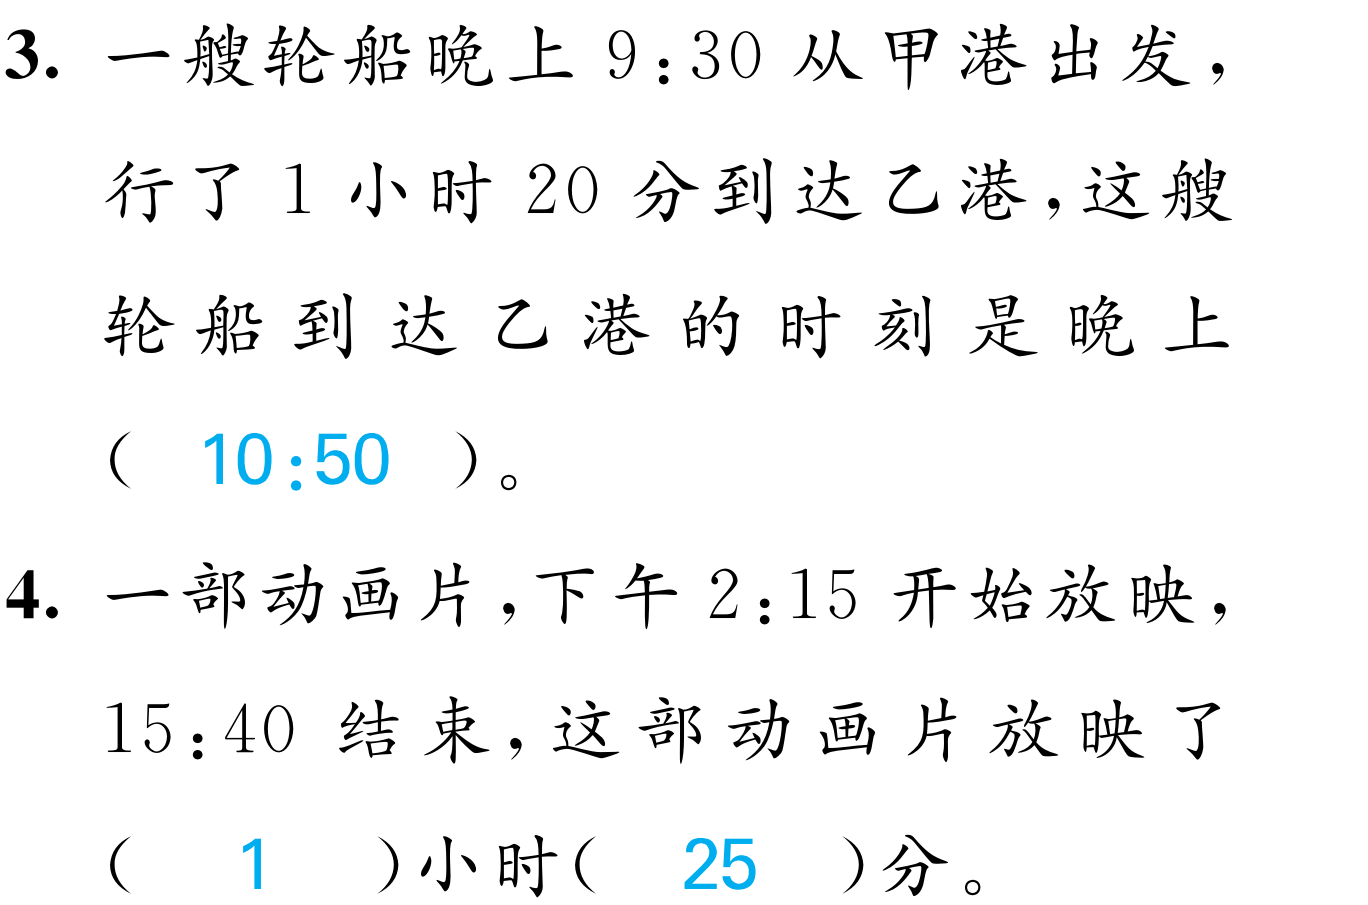 3. 一艘轮船晚上 9:30 从甲港出发，
行了 1 小时 20 分到达乙港，这艘
轮船到达乙港的时刻是晚上
（ 10:50 ）。
4. 一部动画片，下午 2:15 开始放映，
15:40 结束，这部动画片放映了
（ 1 ）小时（ 25 ）分。